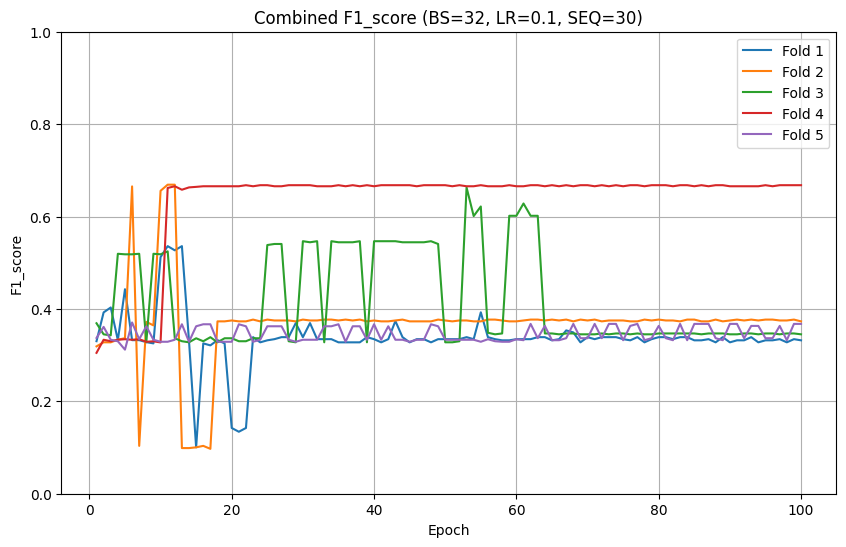 Combined F1_score (BS=32, LR=0.1, SEQ=30)
Fold 1
Fold 2
Fold 3
Fold 4
Fold 5
F1_score
1.0
0.8
0.6
0.4
0.2
0.0
0 20 40 60 80 100
Epoch